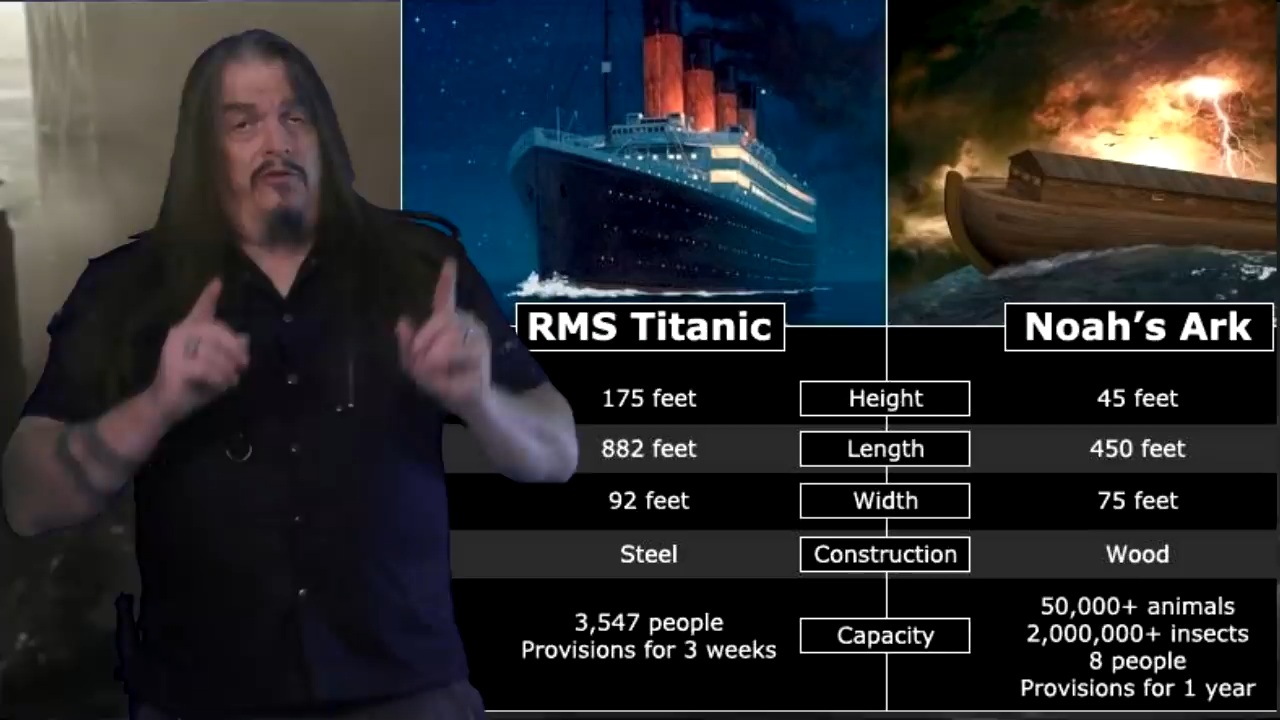 RMS Titanic
Noah’s Ark
175 feet
Height
45 feet
882 feet
Length
450 feet
92 feet
Width
75 feet
Steel
Construction
Wood
3,547 people
Provisions for 3 weeks
Capacity
50,000+ animals
2,000,000+ insects
8 people
Provisions for 1 year